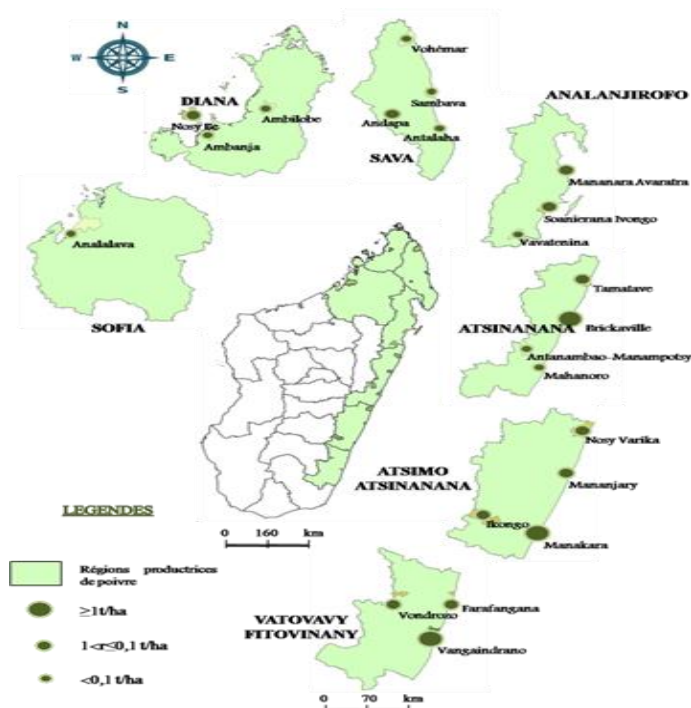 N
W E
S
DIANA
Nosy Be
Ambilobe
Ambanja
Vohémar
Sambava
Andapa
Antalaha
SAVA
ANALANJIROFO
Mananara Avaratra
Soanierana Ivongo
Vavatenina
Analalava
SOFIA
Tamatave
ATSINANANA
Brickaville
Antanambao-Manampotsy
Mahanoro
ATSIMO
ATSINANANA
Nosy Varika
Mananjary
Ikongo
Manakara
0 160
km
LEGENDES
Régions productrices
de poivre
≥1t/ha
1<r≤0,1 t/ha
<0,1 t/ha
VATOVAVY
FITOVINANY
Vondrozo
Farafangana
Vangaindrano
0 70 km